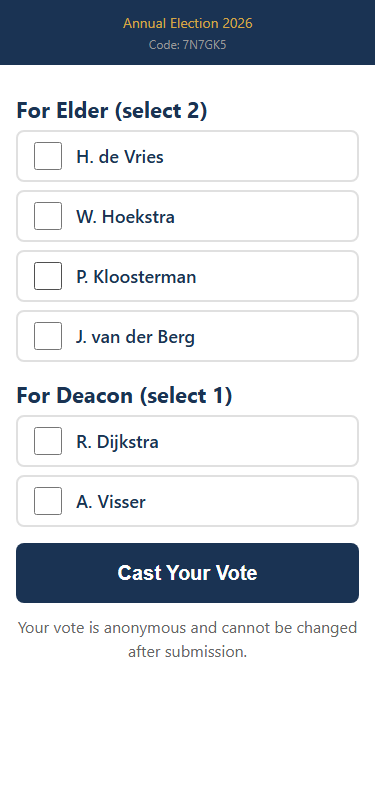 Annual Election 2026
Code: 7N7GK5
For Elder (select 2)
H. de Vries
W. Hoekstra
P. Kloosterman
J. van der Berg
For Deacon (select 1)
R. Dijkstra
A. Visser
Cast Your Vote
Your vote is anonymous and cannot be changed
after submission.